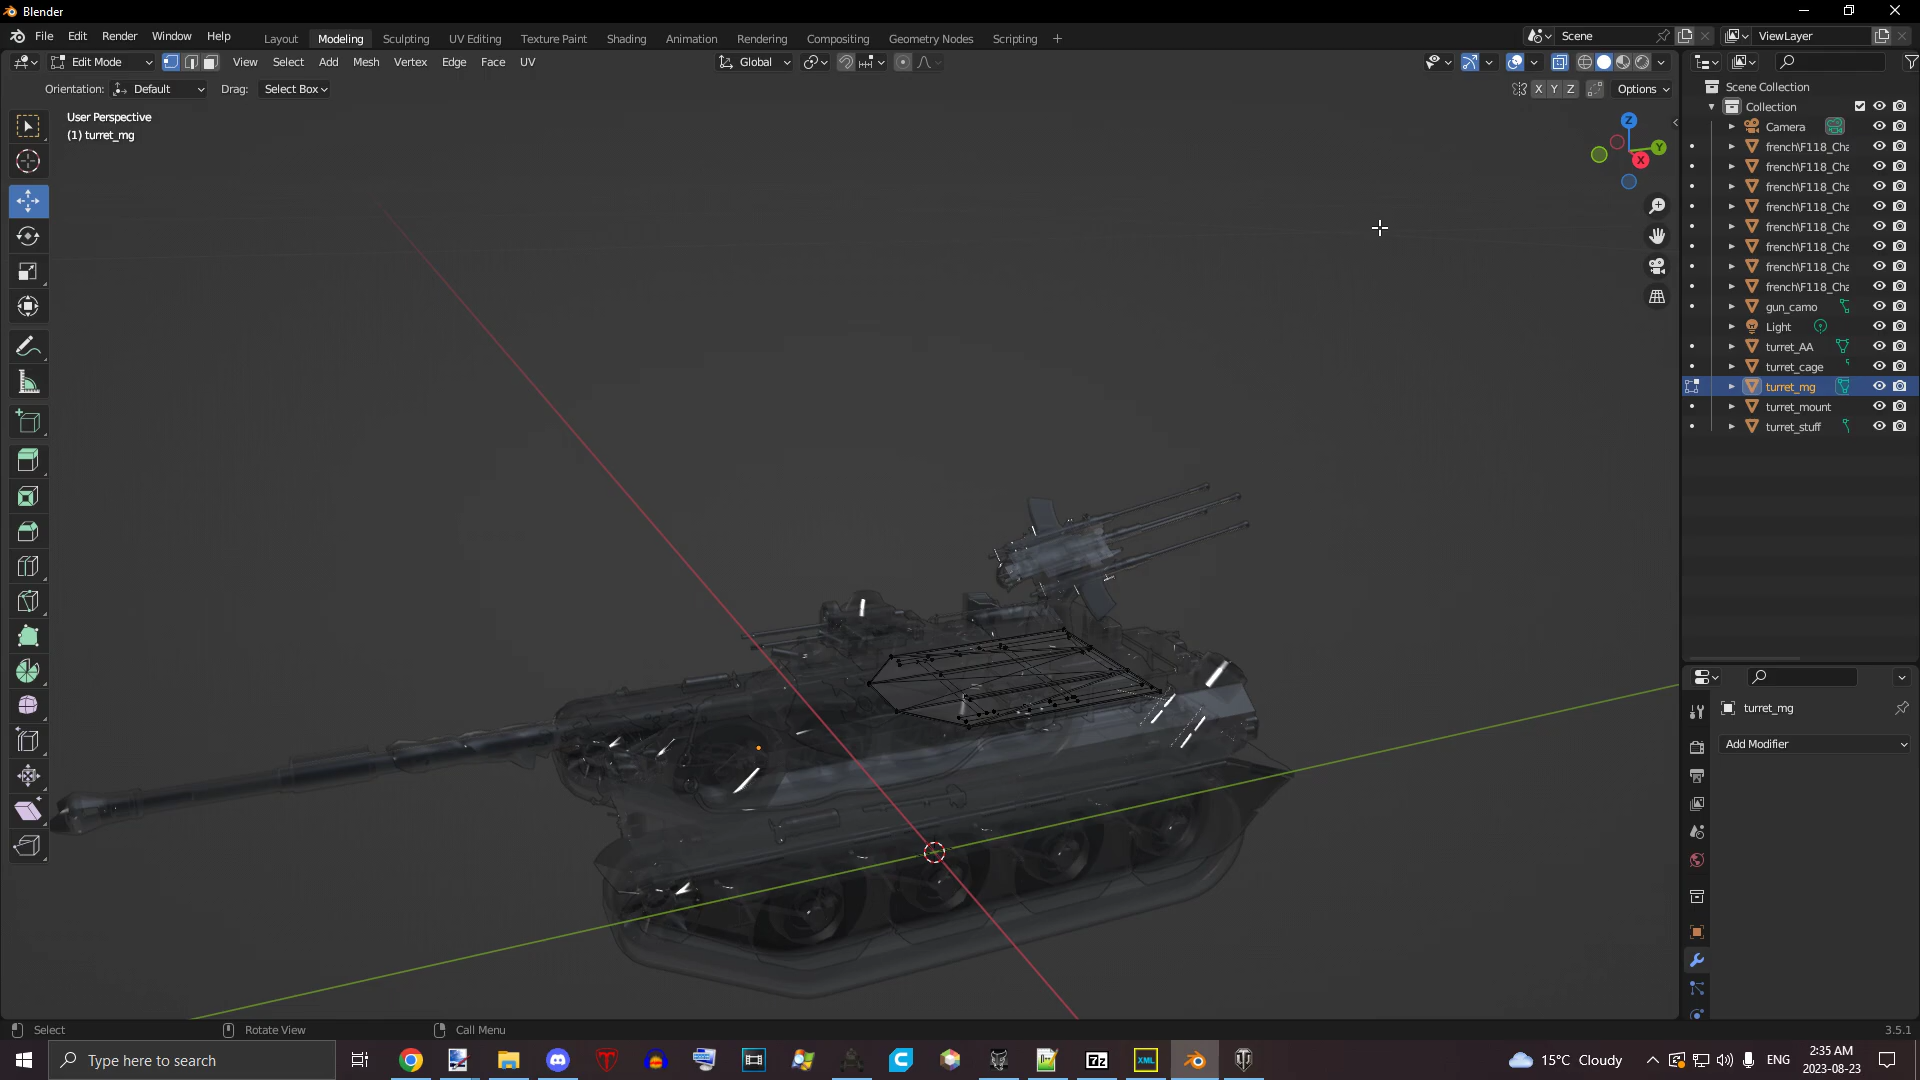 Blender
File Edit Render Window Help
Layout Modeling Sculpting UV Editing Texture Paint Shading Animation Rendering Compositing Geometry Nodes Scripting +
Scene
ViewLayer
Edit Mode
View Select Add Mesh Vertex Edge Face UV
Global
Orientation: Default Drag: Select Box
X Y Z Options
User Perspective
(1) turret_mg
Z
Y
X
Scene Collection
Collection
Camera
french\F118_Cha
french\F118_Cha
french\F118_Cha
french\F118_Cha
french\F118_Cha
french\F118_Cha
french\F118_Cha
french\F118_Cha
gun_camo
Light
turret_AA
turret_cage
turret_mg
turret_mount
turret_stuff
turret_mg
Add Modifier
Select
Rotate View
Call Menu
3.5.1
Type here to search
7z
XML
15°C Cloudy
ENG
2:35 AM
2023-08-23